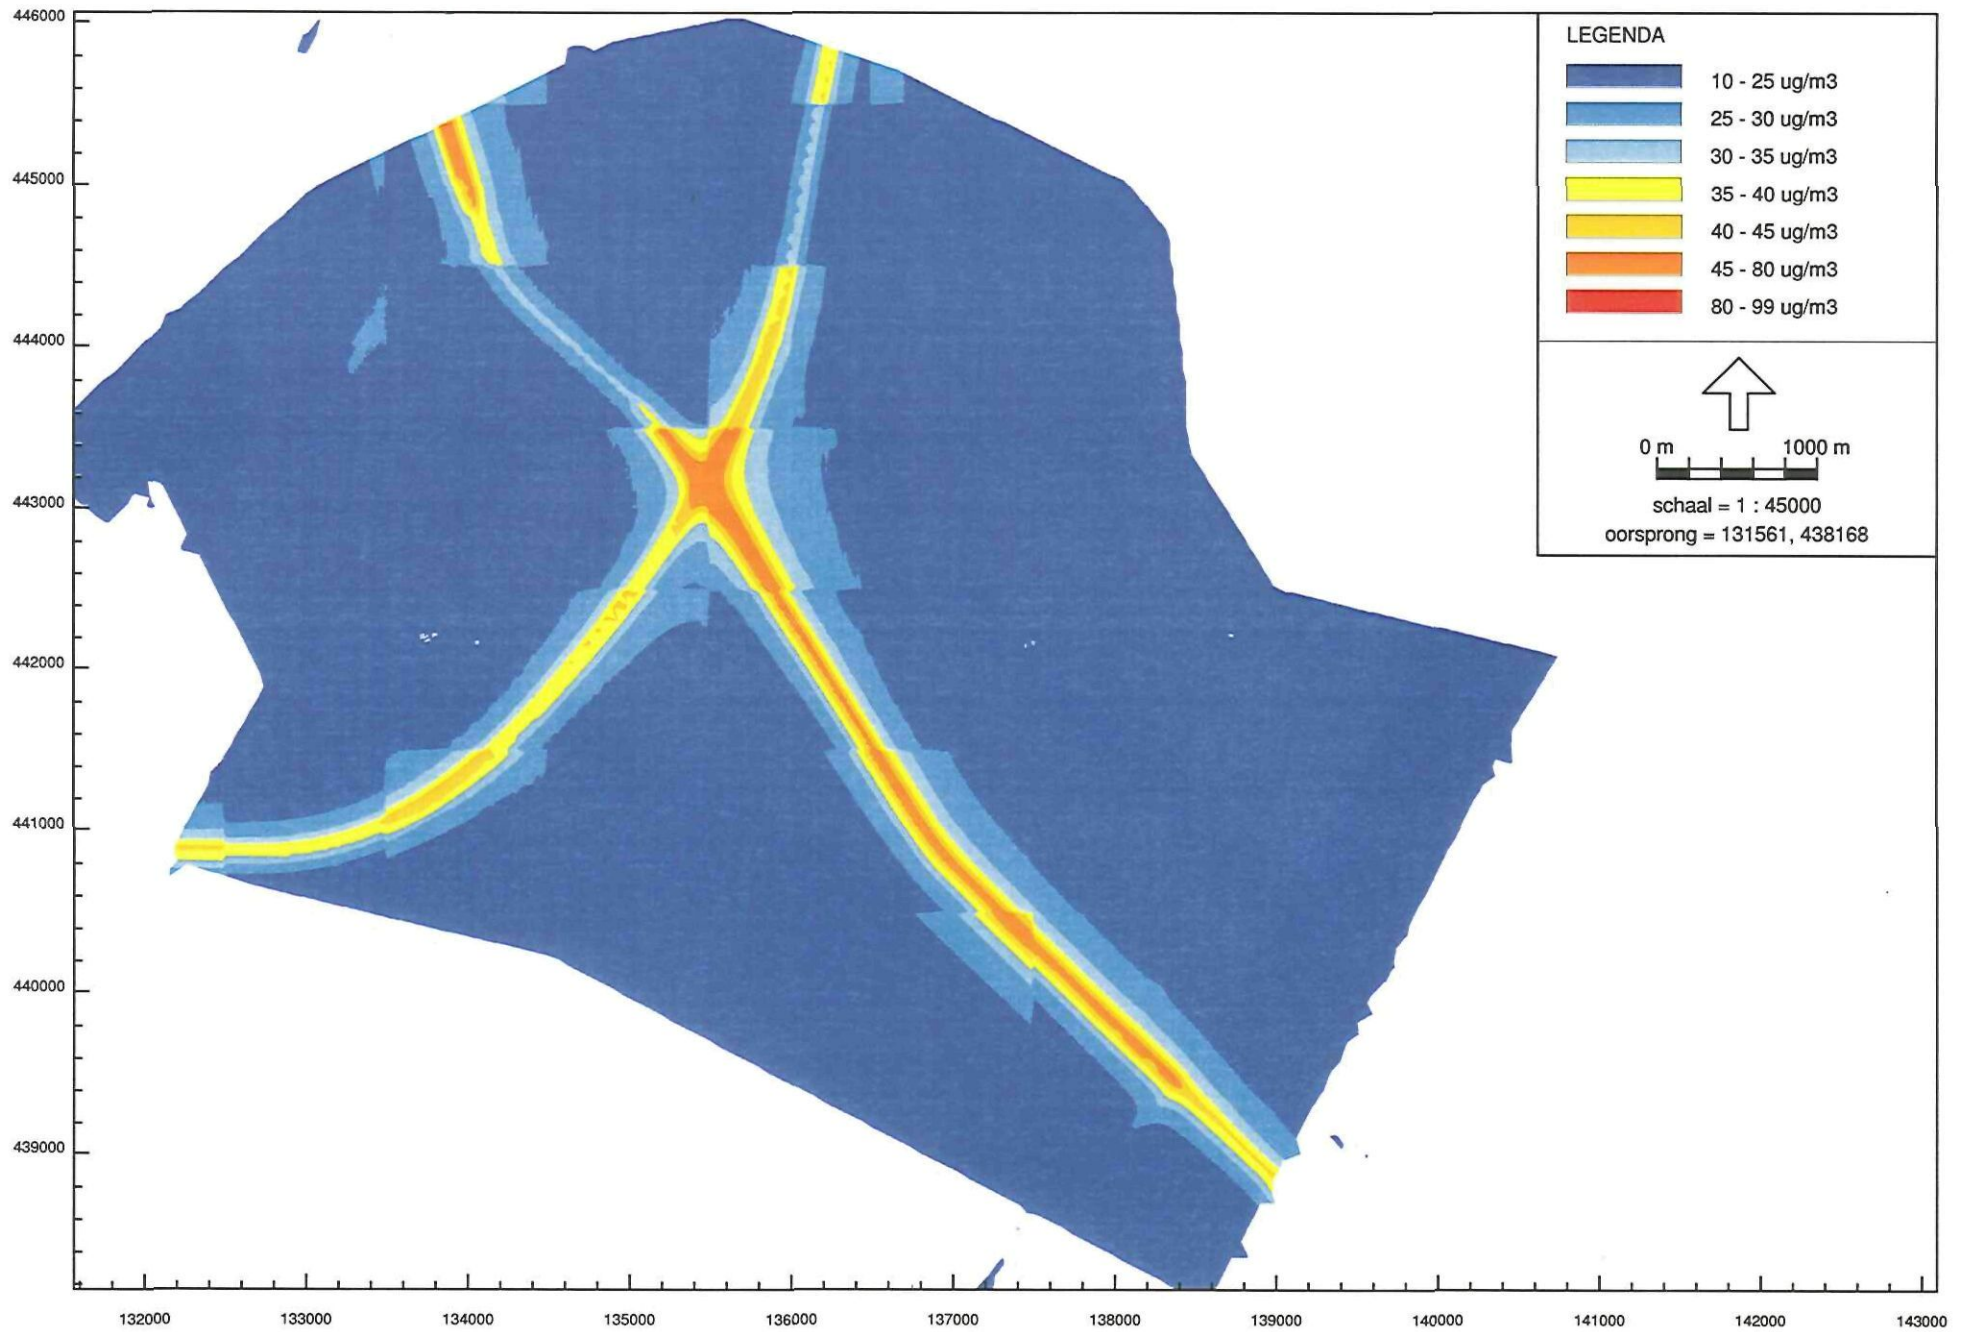 446000
445000
444000
443000
442000
441000
440000
439000
132000 133000 134000 135000 136000 137000 138000 139000 140000 141000 142000 143000
LEGENDA
10 - 25 ug/m3
25 - 30 ug/m3
30 - 35 ug/m3
35 - 40 ug/m3
40 - 45 ug/m3
45 - 80 ug/m3
80 - 99 ug/m3
0 m 1000 m
schaal = 1 : 45000
oorsprong = 131561, 438168